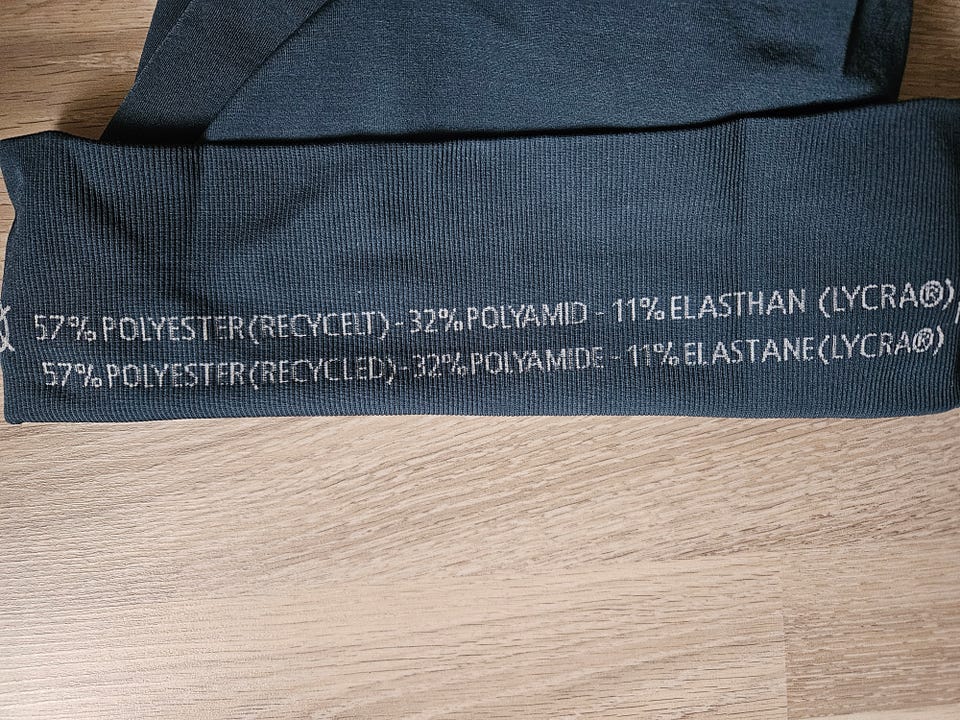 57% POLYESTER (RECYCELT) - 32% POLYAMID - 11% ELASTHAN (LYCRA®)
57% POLYESTER (RECYCLED) - 32% POLYAMIDE - 11% ELASTANE (LYCRA®)